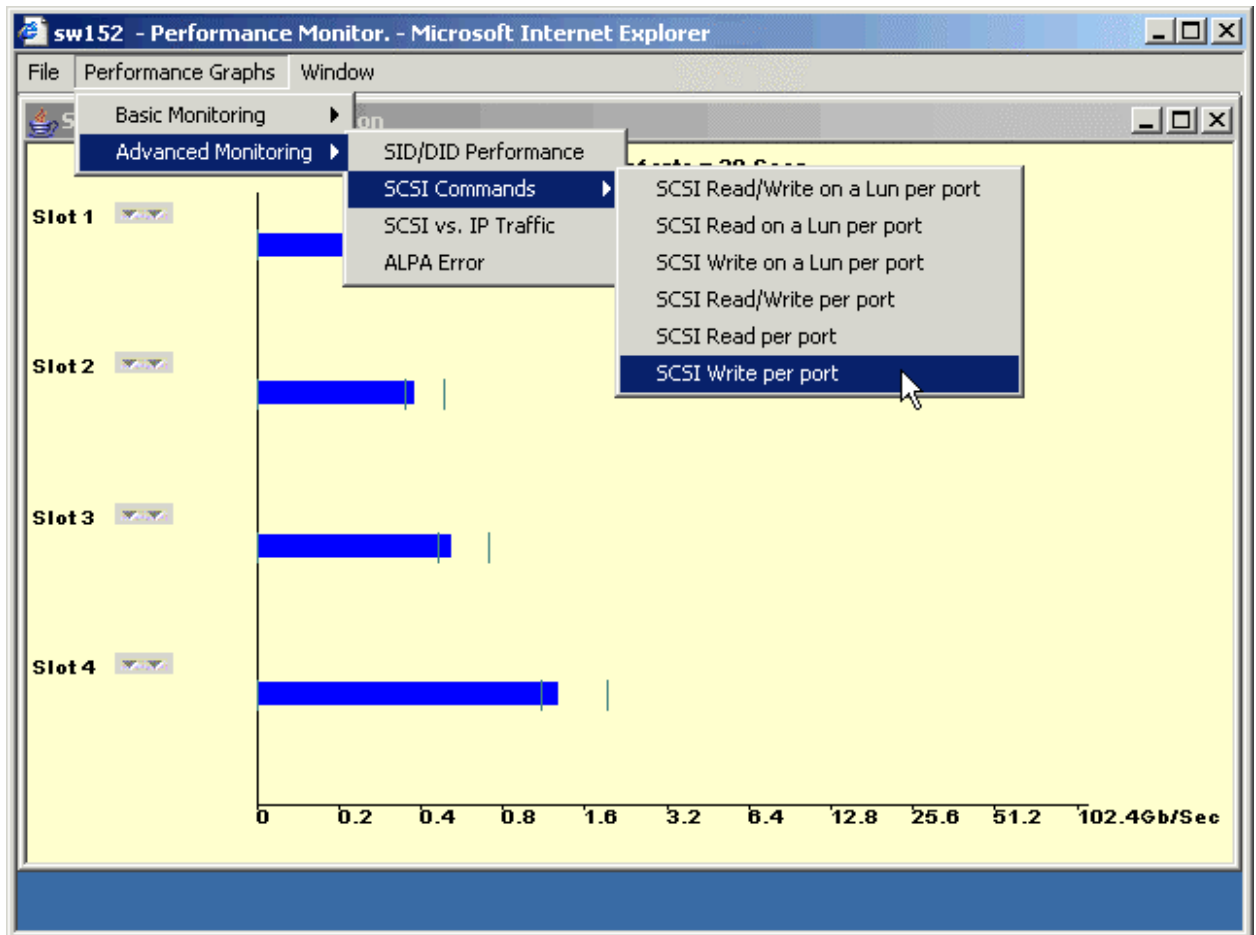 sw152 - Performance Monitor. - Microsoft Internet Explorer
File Performance Graphs Window
Basic Monitoring
Advanced Monitoring
SID/DID Performance
SCSI Commands
SCSI vs. IP Traffic
ALPA Error
SCSI Read/Write on a Lun per port
SCSI Read on a Lun per port
SCSI Write on a Lun per port
SCSI Read/Write per port
SCSI Read per port
SCSI Write per port
Slot 1
Slot 2
Slot 3
Slot 4
0 0.2 0.4 0.8 1.6 3.2 6.4 12.8 25.6 51.2 102.4Gb/Sec